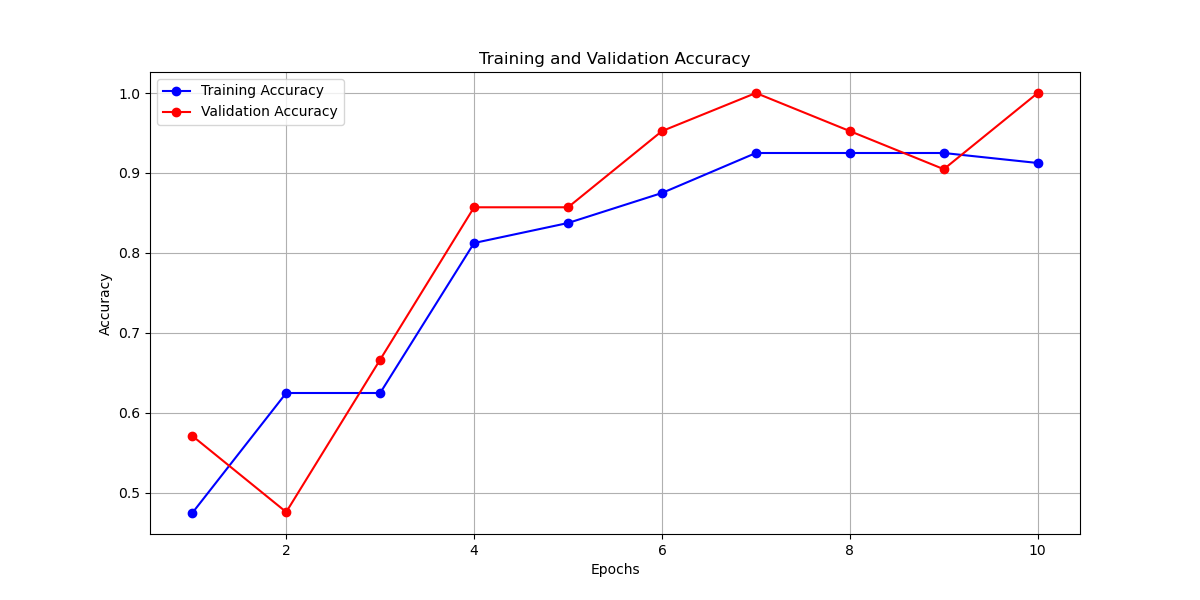 Training and Validation Accuracy
Training Accuracy
Validation Accuracy
1.0
0.9
0.8
0.7
0.6
0.5
Accuracy
2 4 6 8 10
Epochs